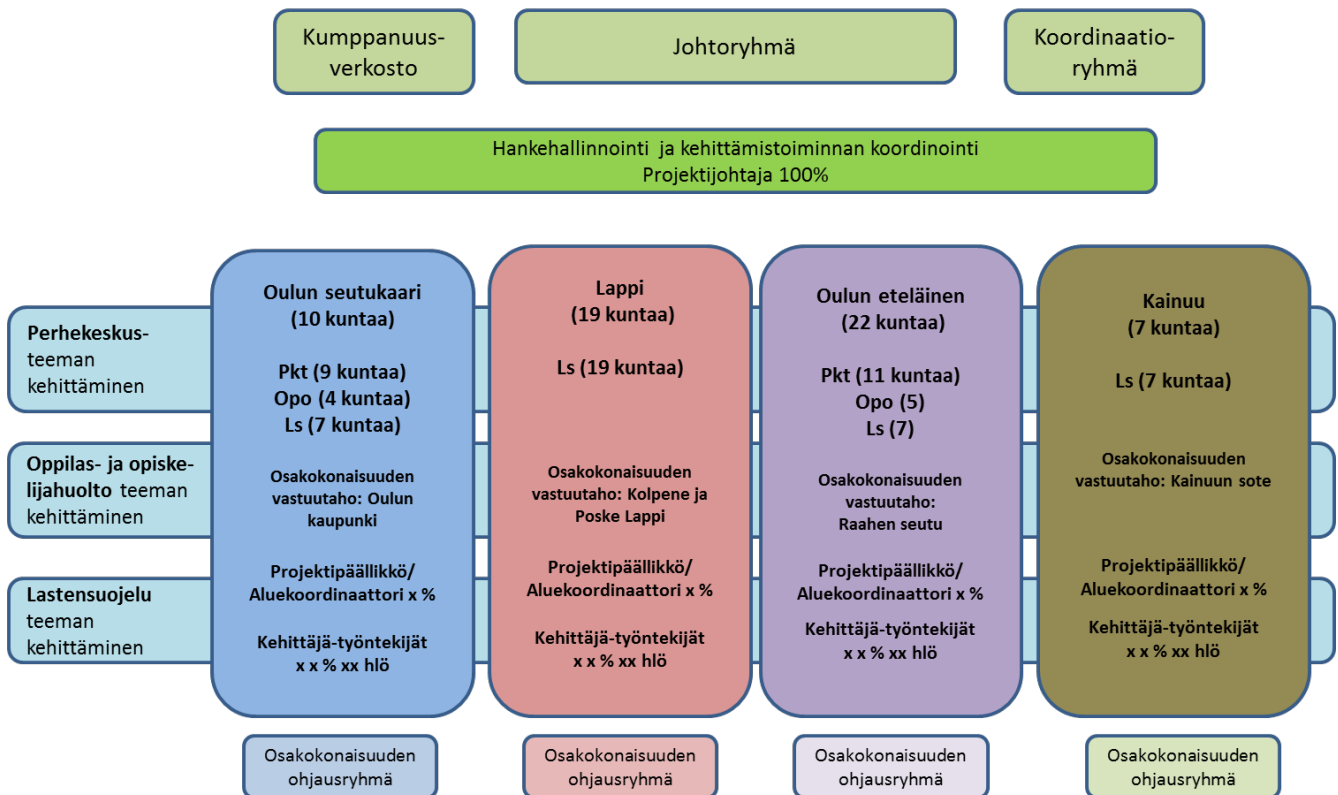 Kumppanuus-
verkosto
Johtoryhmä
Koordinaatio-
ryhmä
Hankehallinnointi ja kehittämistoiminnan koordinointi
Projektijohtaja 100%
Perhekeskus-
teeman
kehittäminen
Oppilas- ja opiske-
lijahuolto teeman
kehittäminen
Lastensuojelu
teeman
kehittäminen
Oulun seutukaari
(10 kuntaa)
Pkt (9 kuntaa)
Opo (4 kuntaa)
Ls (7 kuntaa)
Osakokonaisuuden
vastuutaho: Oulun
kaupunki
Projektipäällikkö/
Aluekoordinaattori x %
Kehittäjä-työntekijät
x x % xx hlö
Lappi
(19 kuntaa)
Ls (19 kuntaa)
Osakokonaisuuden
vastuutaho: Kolpene ja
Poske Lappi
Projektipäällikkö/
Aluekoordinaattori x %
Kehittäjä-työntekijät
x x % xx hlö
Oulun eteläinen
(22 kuntaa)
Pkt (11 kuntaa)
Opo (5)
Ls (7)
Osakokonaisuuden
vastuutaho:
Raahen seutu
Projektipäällikkö/
Aluekoordinaattori x %
Kehittäjä-työntekijät
x x % xx hlö
Kainuu
(7 kuntaa)
Ls (7 kuntaa)
Osakokonaisuuden
vastuutaho: Kainuun sote
Projektipäällikkö/
Aluekoordinaattori x %
Kehittäjä-työntekijät
x x % xx hlö
Osakokonaisuuden
ohjausryhmä
Osakokonaisuuden
ohjausryhmä
Osakokonaisuuden
ohjausryhmä
Osakokonaisuuden
ohjausryhmä